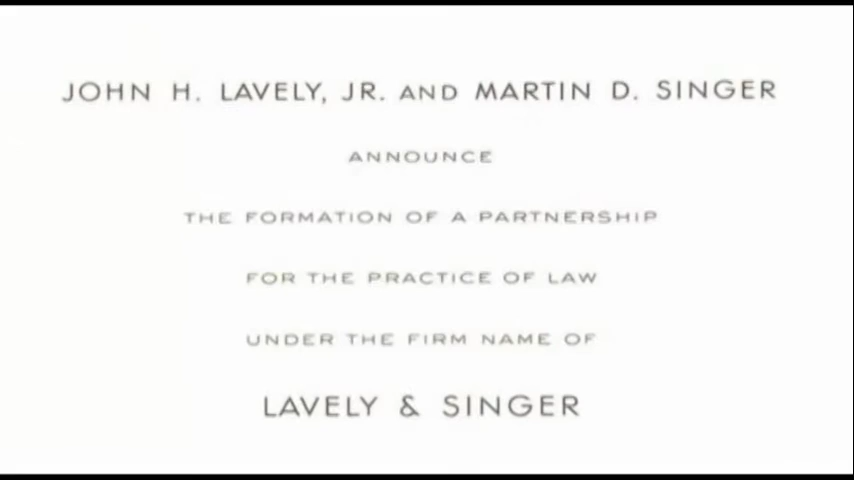 JOHN H. LAVELY, JR. AND MARTIN D. SINGER
ANNOUNCE
THE FORMATION OF A PARTNERSHIP
FOR THE PRACTICE OF LAW
UNDER THE FIRM NAME OF
LAVELY & SINGER